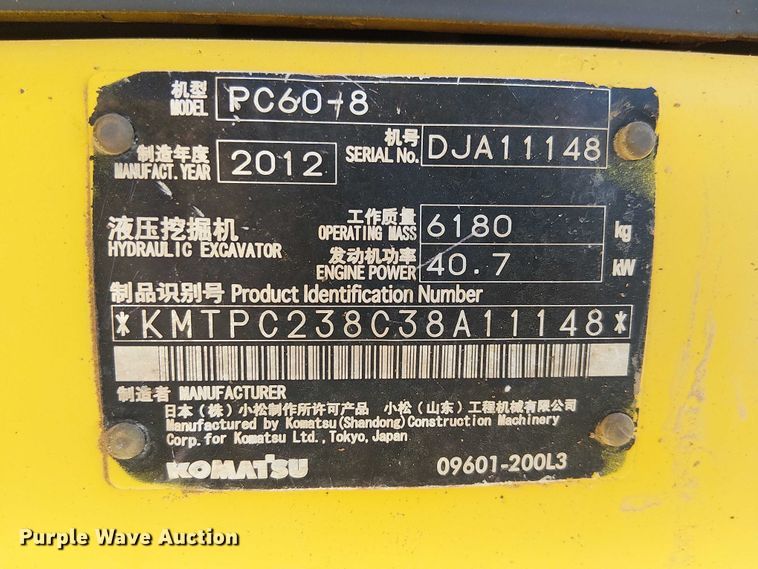 机型 MODEL PC60-8
制造年度 MANUFACT. YEAR 2012
机号 SERIAL No. DJA11148
液压挖掘机
HYDRAULIC EXCAVATOR
工作质量 OPERATING MASS 6180 kg
发动机功率 ENGINE POWER 40.7 kW
制品识别号 Product Identification Number
*KMTPC238C38A11148*
制造者 MANUFACTURER
日本（株）小松制作所许可产品 小松（山东）工程机械有限公司
Manufactured by Komatsu(Shandong)Construction Machinery
Corp. for Komatsu Ltd., Tokyo, Japan
KOMATSU 09601-200L3
Purple Wave Auction